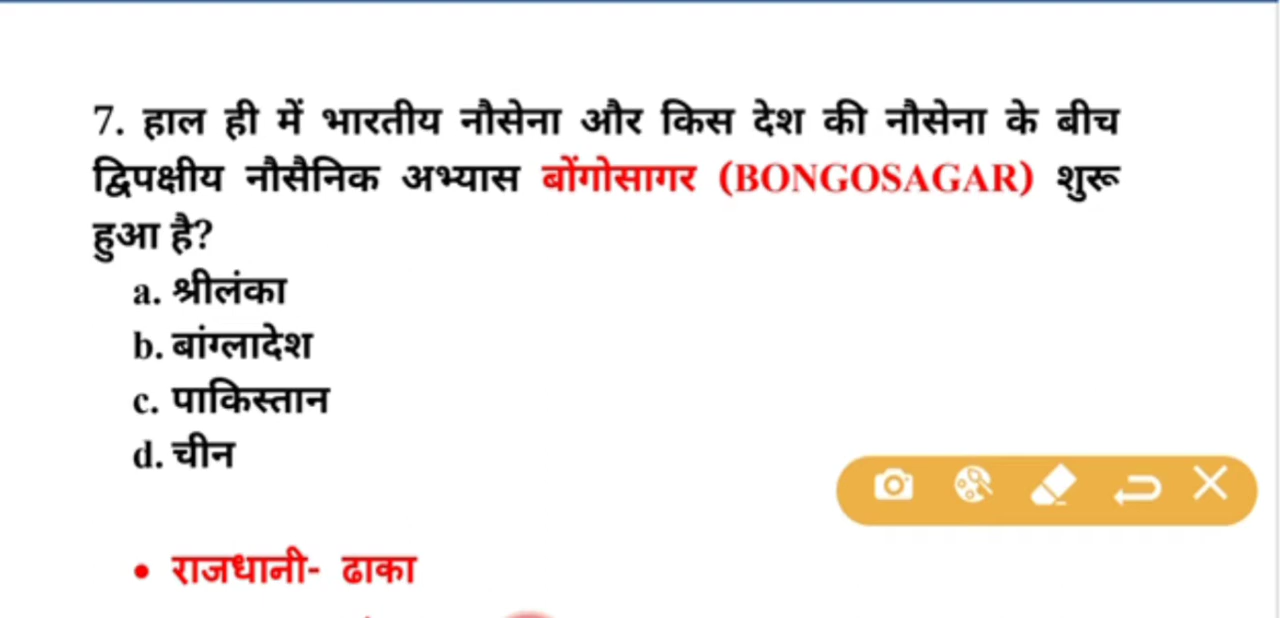 7. हाल ही में भारतीय नौसेना और किस देश की नौसेना के बीच
द्विपक्षीय नौसैनिक अभ्यास बोंगोसागर (BONGOSAGAR) शुरू
हुआ है?
a. श्रीलंका
b. बांग्लादेश
c. पाकिस्तान
d. चीन
• राजधानी- ढाका